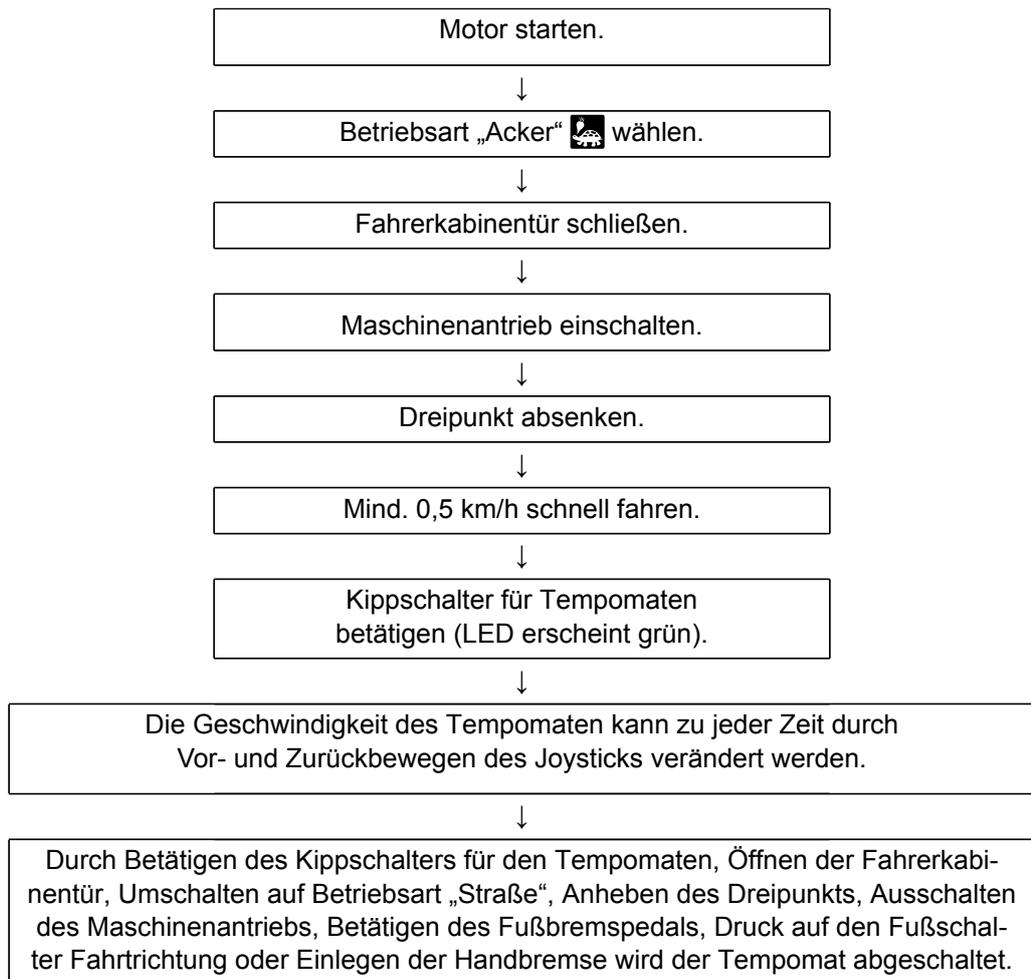 Motor starten.
↓
Betriebsart „Acker“ wählen.
↓
Fahrerkabinentür schließen.
↓
Maschinenantrieb einschalten.
↓
Dreipunkt absenken.
↓
Mind. 0,5 km/h schnell fahren.
↓
Kippschalter für Tempomaten
betätigen (LED erscheint grün).
↓
Die Geschwindigkeit des Tempomaten kann zu jeder Zeit durch
Vor- und Zurückbewegen des Joysticks verändert werden.
↓
Durch Betätigen des Kippschalters für den Tempomaten, Öffnen der Fahrerkabi-
nentür, Umschalten auf Betriebsart „Straße“, Anheben des Dreipunkts, Ausschalten
des Maschinenantriebs, Betätigen des Fußbremspedals, Druck auf den Fußschal-
ter Fahrtrichtung oder Einlegen der Handbremse wird der Tempomat abgeschaltet.